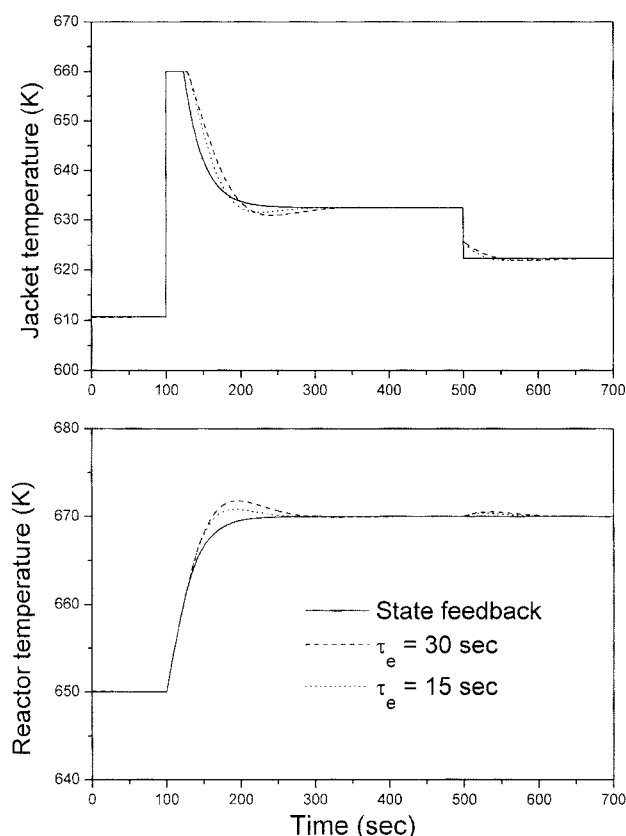 670
660
650
640
630
620
610
600
Jacket temperature (K)
0 100 200 300 400 500 600 700
680
670
660
650
640
Reactor temperature (K)
State feedback
τe = 30 sec
τe = 15 sec
0 100 200 300 400 500 600 700
Time (sec)